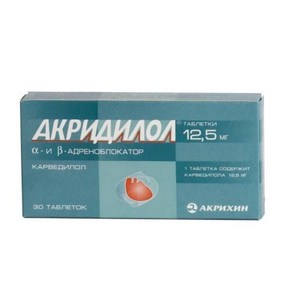 АКРИДИЛОЛ
ТАБЛЕТКИ
12,5 МГ
α- И β-АДРЕНОБЛОКАТОР
КАРВЕДИЛОЛ
1 ТАБЛЕТКА СОДЕРЖИТ
КАРВЕДИЛОЛА 12,5 МГ
30 ТАБЛЕТОК
АКРИХИН